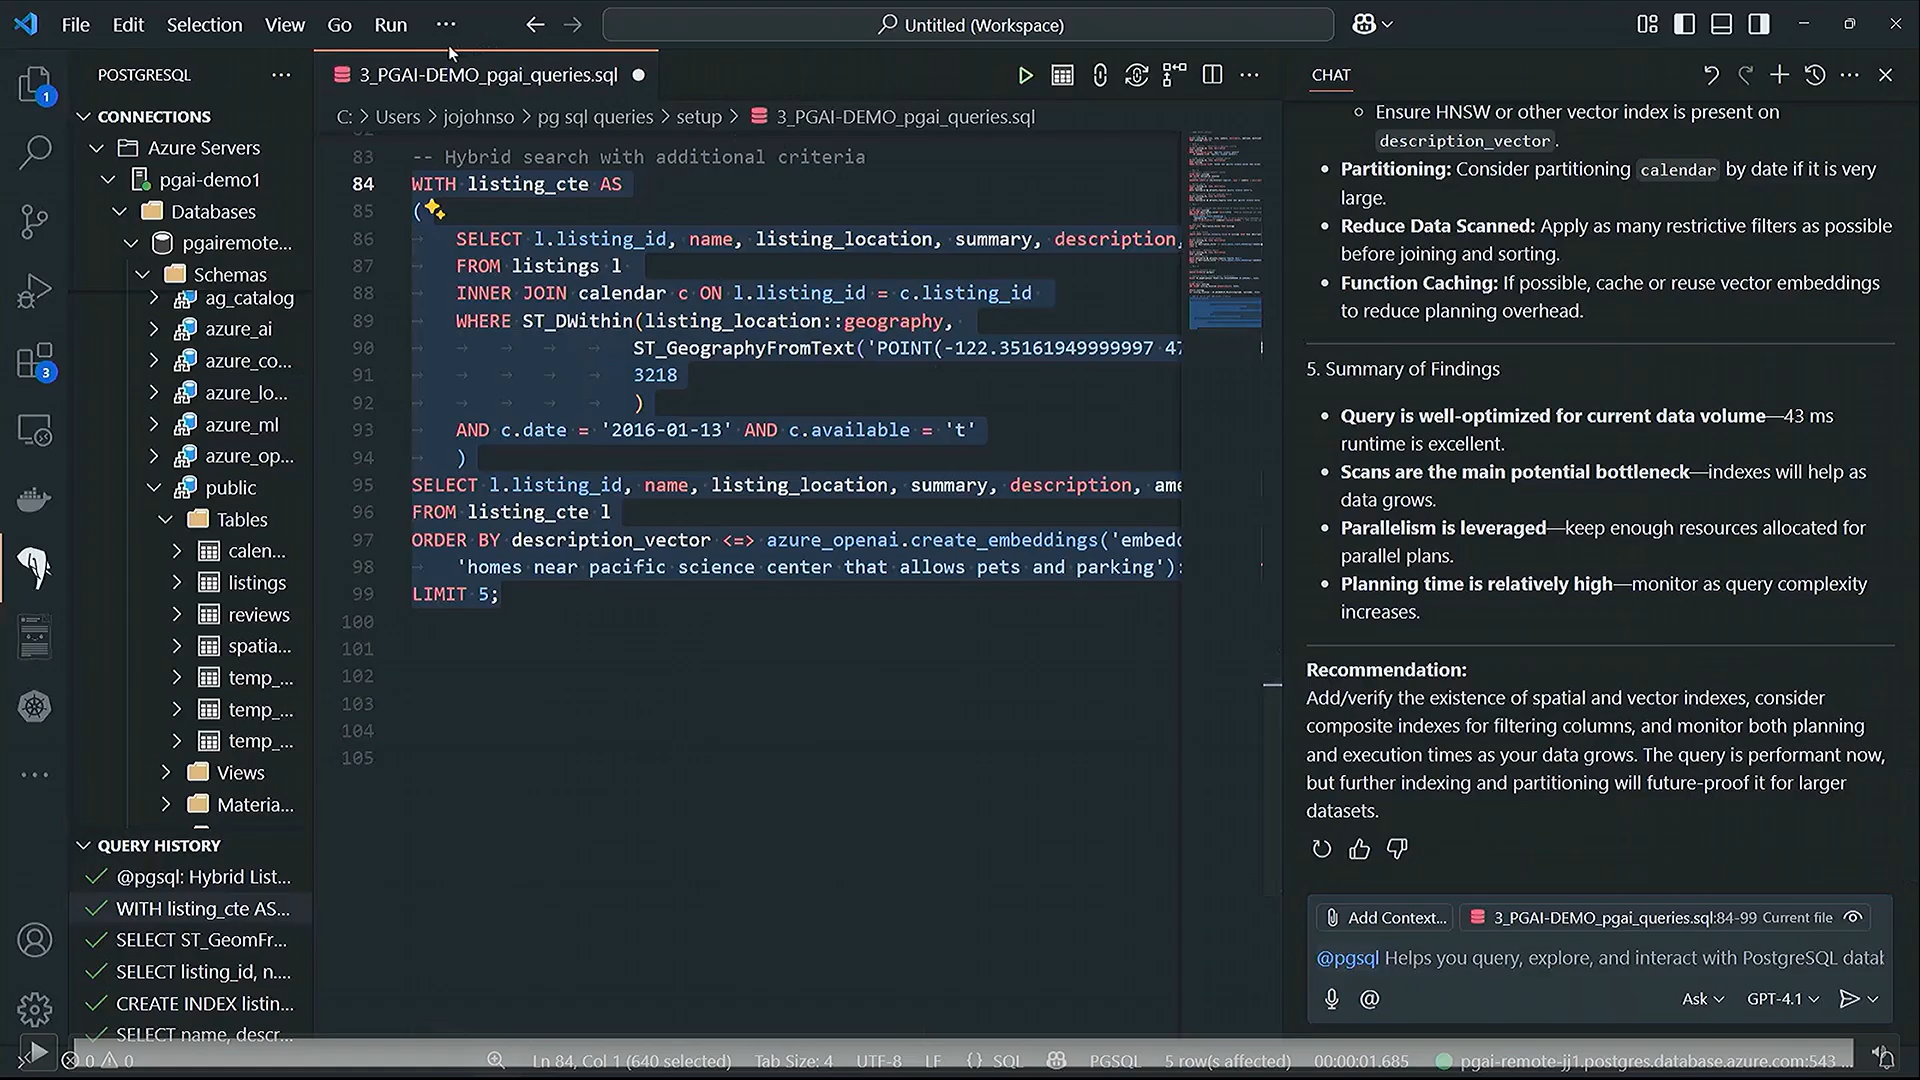 File Edit Selection View Go Run ···
Untitled (Workspace)
POSTGRESQL
CONNECTIONS
Azure Servers
pgai-demo1
Databases
pgairemote...
Schemas
ag_catalog
azure_ai
azure_co...
azure_lo...
azure_ml
azure_op...
public
Tables
calen...
listings
reviews
spatia...
temp_...
temp_...
temp_...
Views
Materia...
QUERY HISTORY
@pgsql: Hybrid List...
WITH listing_cte AS...
SELECT ST_GeomFr...
SELECT listing_id, n....
CREATE INDEX listin...
SELECT name, descr...
1
3
3_PGAI-DEMO_pgai_queries.sql
C: > Users > jojohnso > pg sql queries > setup > 3_PGAI-DEMO_pgai_queries.sql
83 -- Hybrid search with additional criteria
84 WITH listing_cte AS
85 (
86 SELECT l.listing_id, name, listing_location, summary, description,
87 FROM listings l
88 INNER JOIN calendar c ON l.listing_id = c.listing_id
89 WHERE ST_DWithin(listing_location::geography,
90 ST_GeographyFromText('POINT(-122.35161949999997 47
91 3218
92 )
93 AND c.date = '2016-01-13' AND c.available = 't'
94 )
95 SELECT l.listing_id, name, listing_location, summary, description, ame
96 FROM listing_cte l
97 ORDER BY description_vector <=> azure_openai.create_embeddings('embedd
98 'homes near pacific science center that allows pets and parking'):
99 LIMIT 5;
100
101
102
103
104
105
CHAT
Ensure HNSW or other vector index is present on
description_vector.
Partitioning: Consider partitioning calendar by date if it is very
large.
Reduce Data Scanned: Apply as many restrictive filters as possible
before joining and sorting.
Function Caching: If possible, cache or reuse vector embeddings
to reduce planning overhead.
5. Summary of Findings
Query is well-optimized for current data volume—43 ms
runtime is excellent.
Scans are the main potential bottleneck—indexes will help as
data grows.
Parallelism is leveraged—keep enough resources allocated for
parallel plans.
Planning time is relatively high—monitor as query complexity
increases.
Recommendation:
Add/verify the existence of spatial and vector indexes, consider
composite indexes for filtering columns, and monitor both planning
and execution times as your data grows. The query is performant now,
but further indexing and partitioning will future-proof it for larger
datasets.
Add Context... 3_PGAI-DEMO_pgai_queries.sql:84-99 Current file
@pgsql Helps you query, explore, and interact with PostgreSQL datab
Ask GPT-4.1
0 0 Ln 84, Col 1 (640 selected) Tab Size: 4 UTF-8 LF {} SQL PGSQL 5 row(s affected) 00:00:01.685 pgai-remote-jj1.postgres.database.azure.com:543 ...